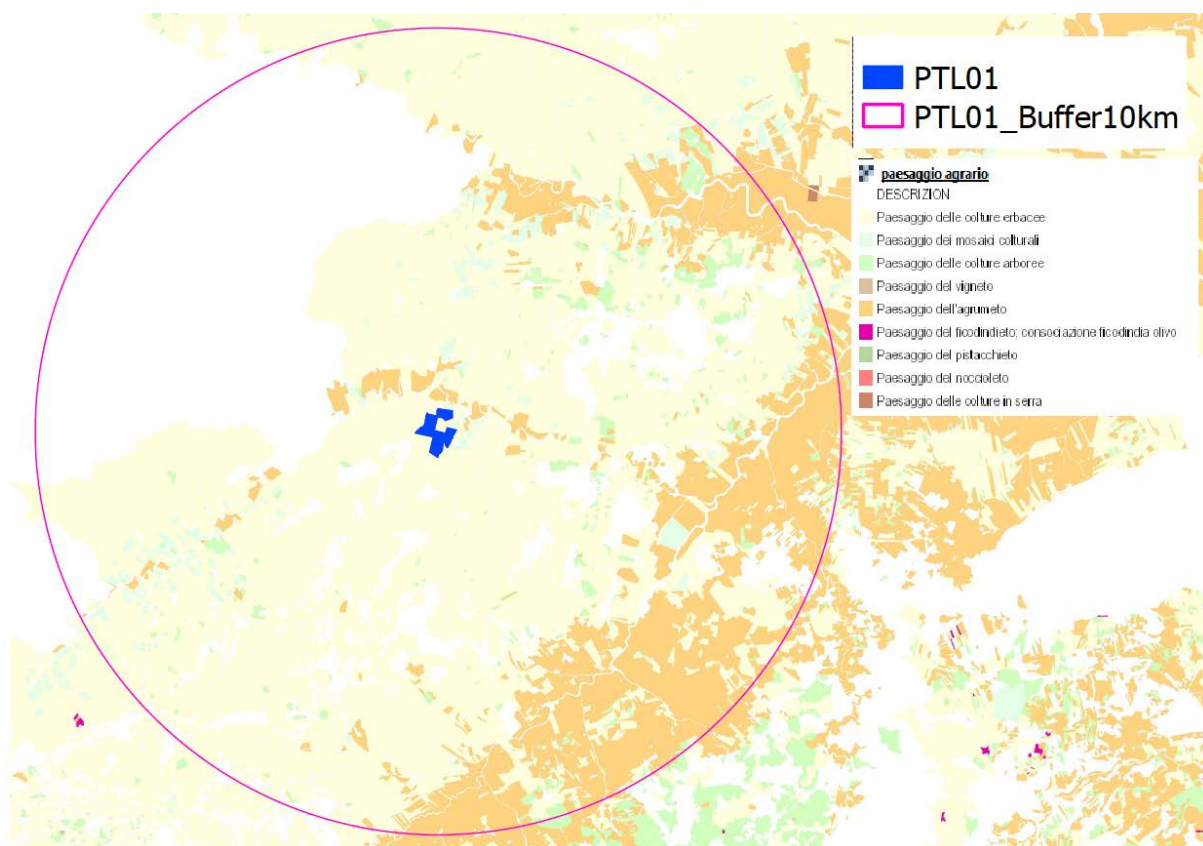 PTL01
PTL01_Buffer10km
paesaggio agrario
DESCRIZION
Paesaggio delle colture erbacee
Paesaggio dei mosaici colturali
Paesaggio delle colture arboree
Paesaggio del vigneto
Paesaggio dell'agrumeto
Paesaggio del ficodindieto; consociazione ficodindia olivo
Paesaggio del pistacchieto
Paesaggio del noccioleto
Paesaggio delle colture in serra